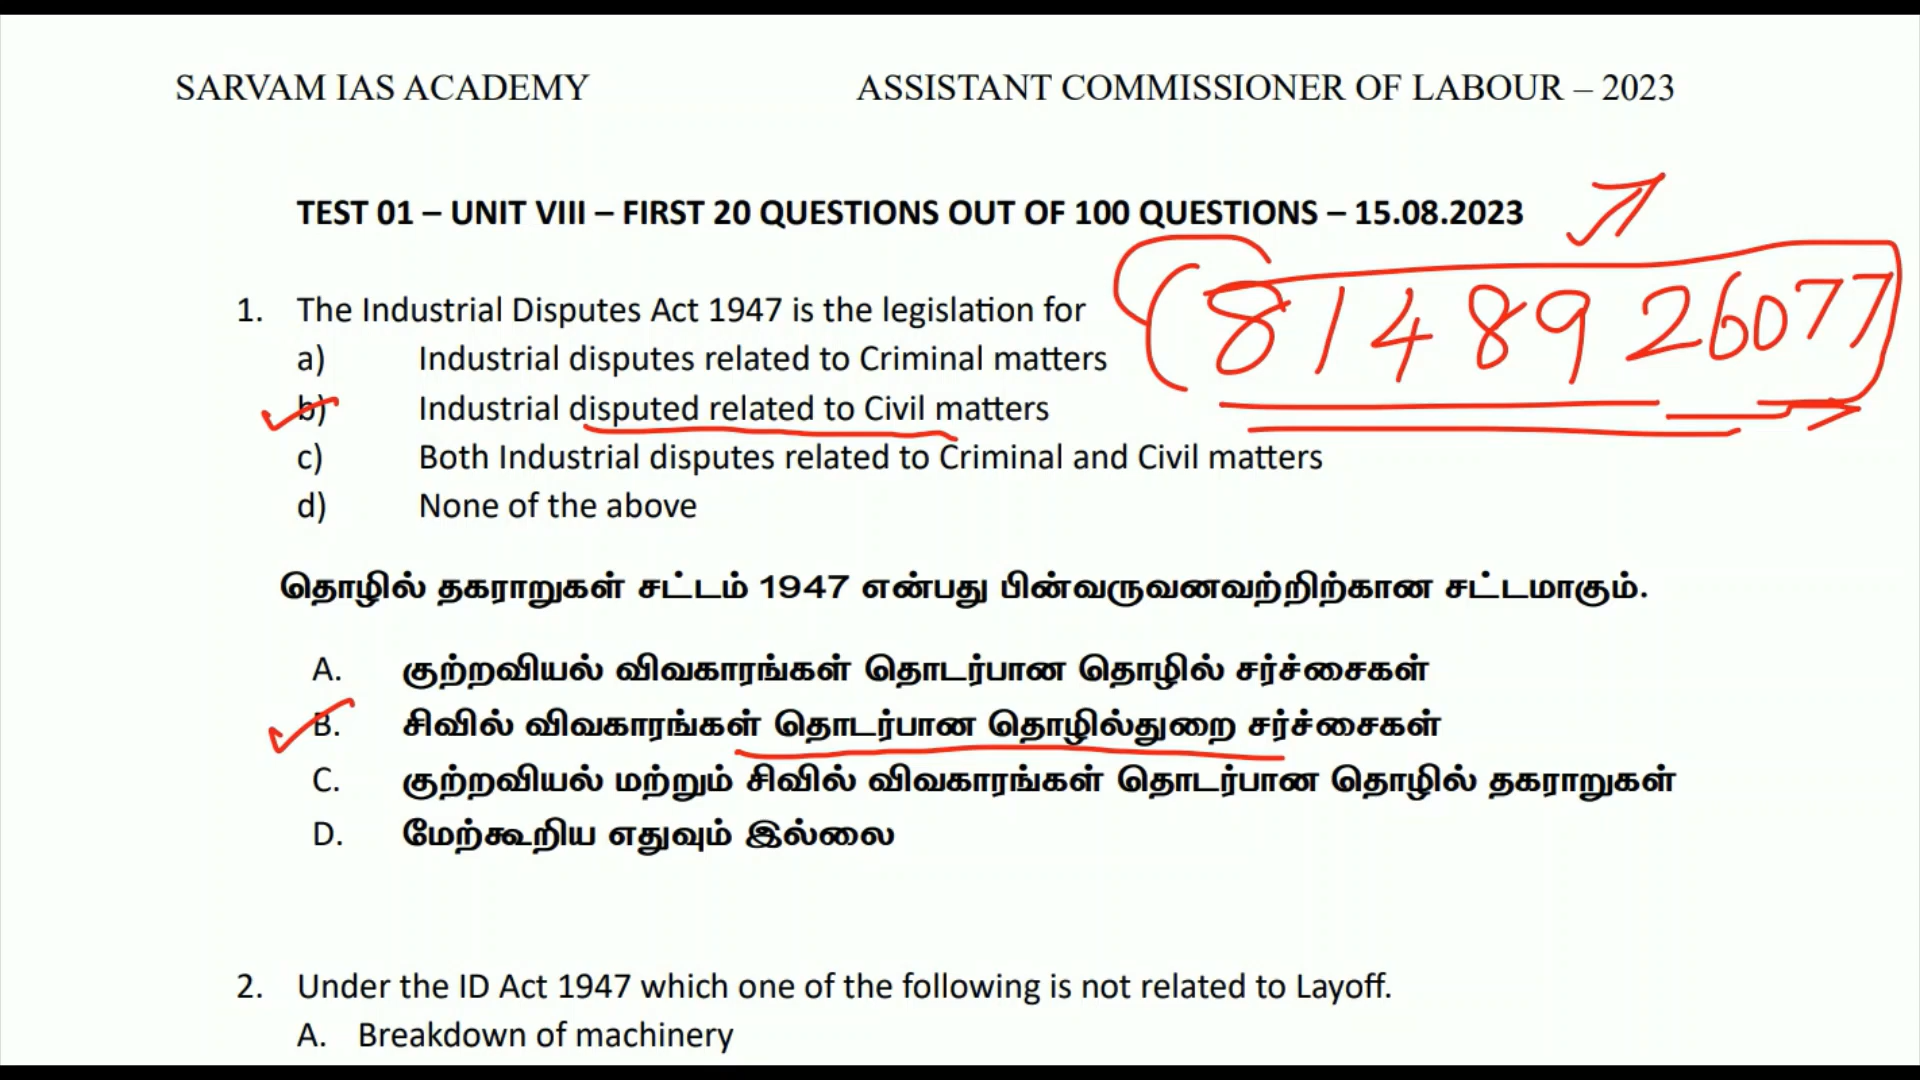 SARVAM IAS ACADEMY ASSISTANT COMMISSIONER OF LABOUR – 2023
TEST 01 – UNIT VIII – FIRST 20 QUESTIONS OUT OF 100 QUESTIONS – 15.08.2023
8148926077
1. The Industrial Disputes Act 1947 is the legislation for
a) Industrial disputes related to Criminal matters
b) Industrial disputed related to Civil matters
c) Both Industrial disputes related to Criminal and Civil matters
d) None of the above
தொழில் தகராறுகள் சட்டம் 1947 என்பது பின்வருவனவற்றிற்கான சட்டமாகும்.
A. குற்றவியல் விவகாரங்கள் தொடர்பான தொழில் சர்ச்சைகள்
B. சிவில் விவகாரங்கள் தொடர்பான தொழில்துறை சர்ச்சைகள்
C. குற்றவியல் மற்றும் சிவில் விவகாரங்கள் தொடர்பான தொழில் தகராறுகள்
D. மேற்கூறிய எதுவும் இல்லை
2. Under the ID Act 1947 which one of the following is not related to Layoff.
A. Breakdown of machinery